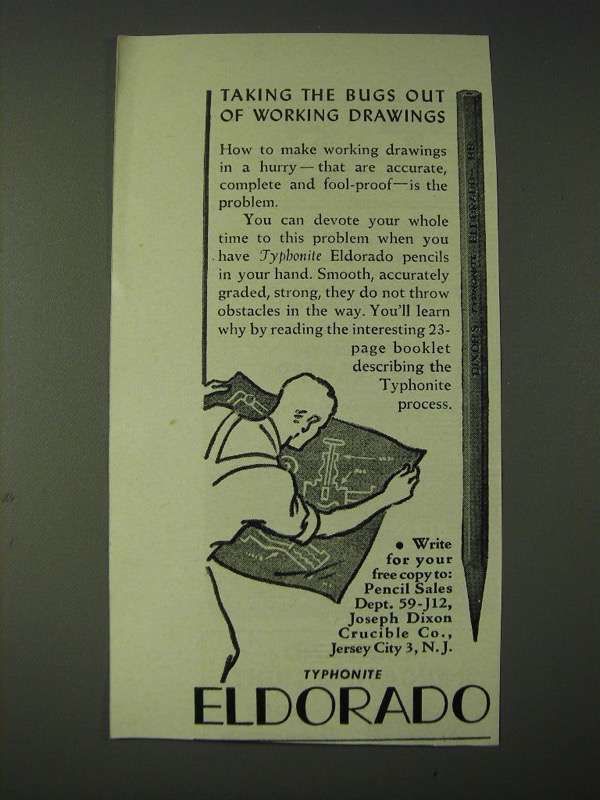 TAKING THE BUGS OUT
OF WORKING DRAWINGS
How to make working drawings
in a hurry—that are accurate,
complete and fool-proof—is the
problem.
You can devote your whole
time to this problem when you
have Typhonite Eldorado pencils
in your hand. Smooth, accurately
graded, strong, they do not throw
obstacles in the way. You'll learn
why by reading the interesting 23-
page booklet
describing the
Typhonite
process.
• Write
for your
free copy to:
Pencil Sales
Dept. 59-J12,
Joseph Dixon
Crucible Co.,
Jersey City 3, N. J.
DIXON'S TYPHONITE ELDORADO HB
TYPHONITE
ELDORADO